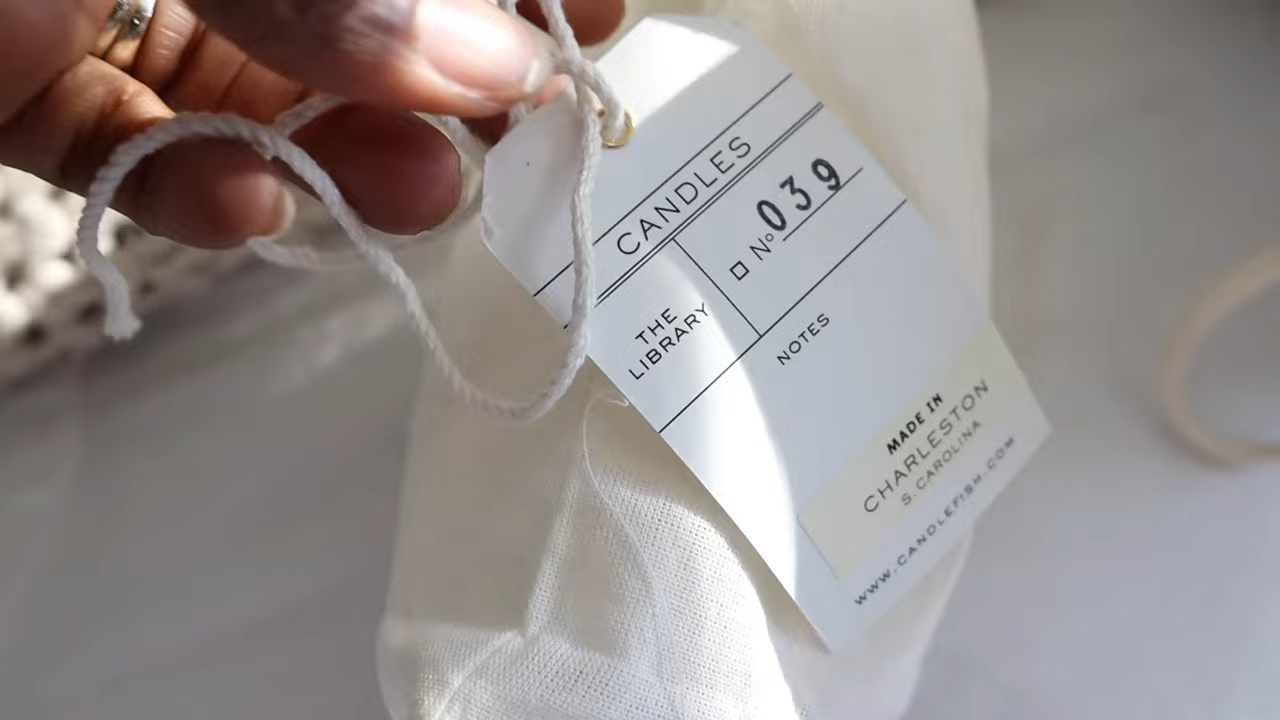 CANDLES
THE
LIBRARY
Nº 039
NOTES
MADE IN
CHARLESTON
S. CAROLINA
WWW.CANDLEFISH.COM